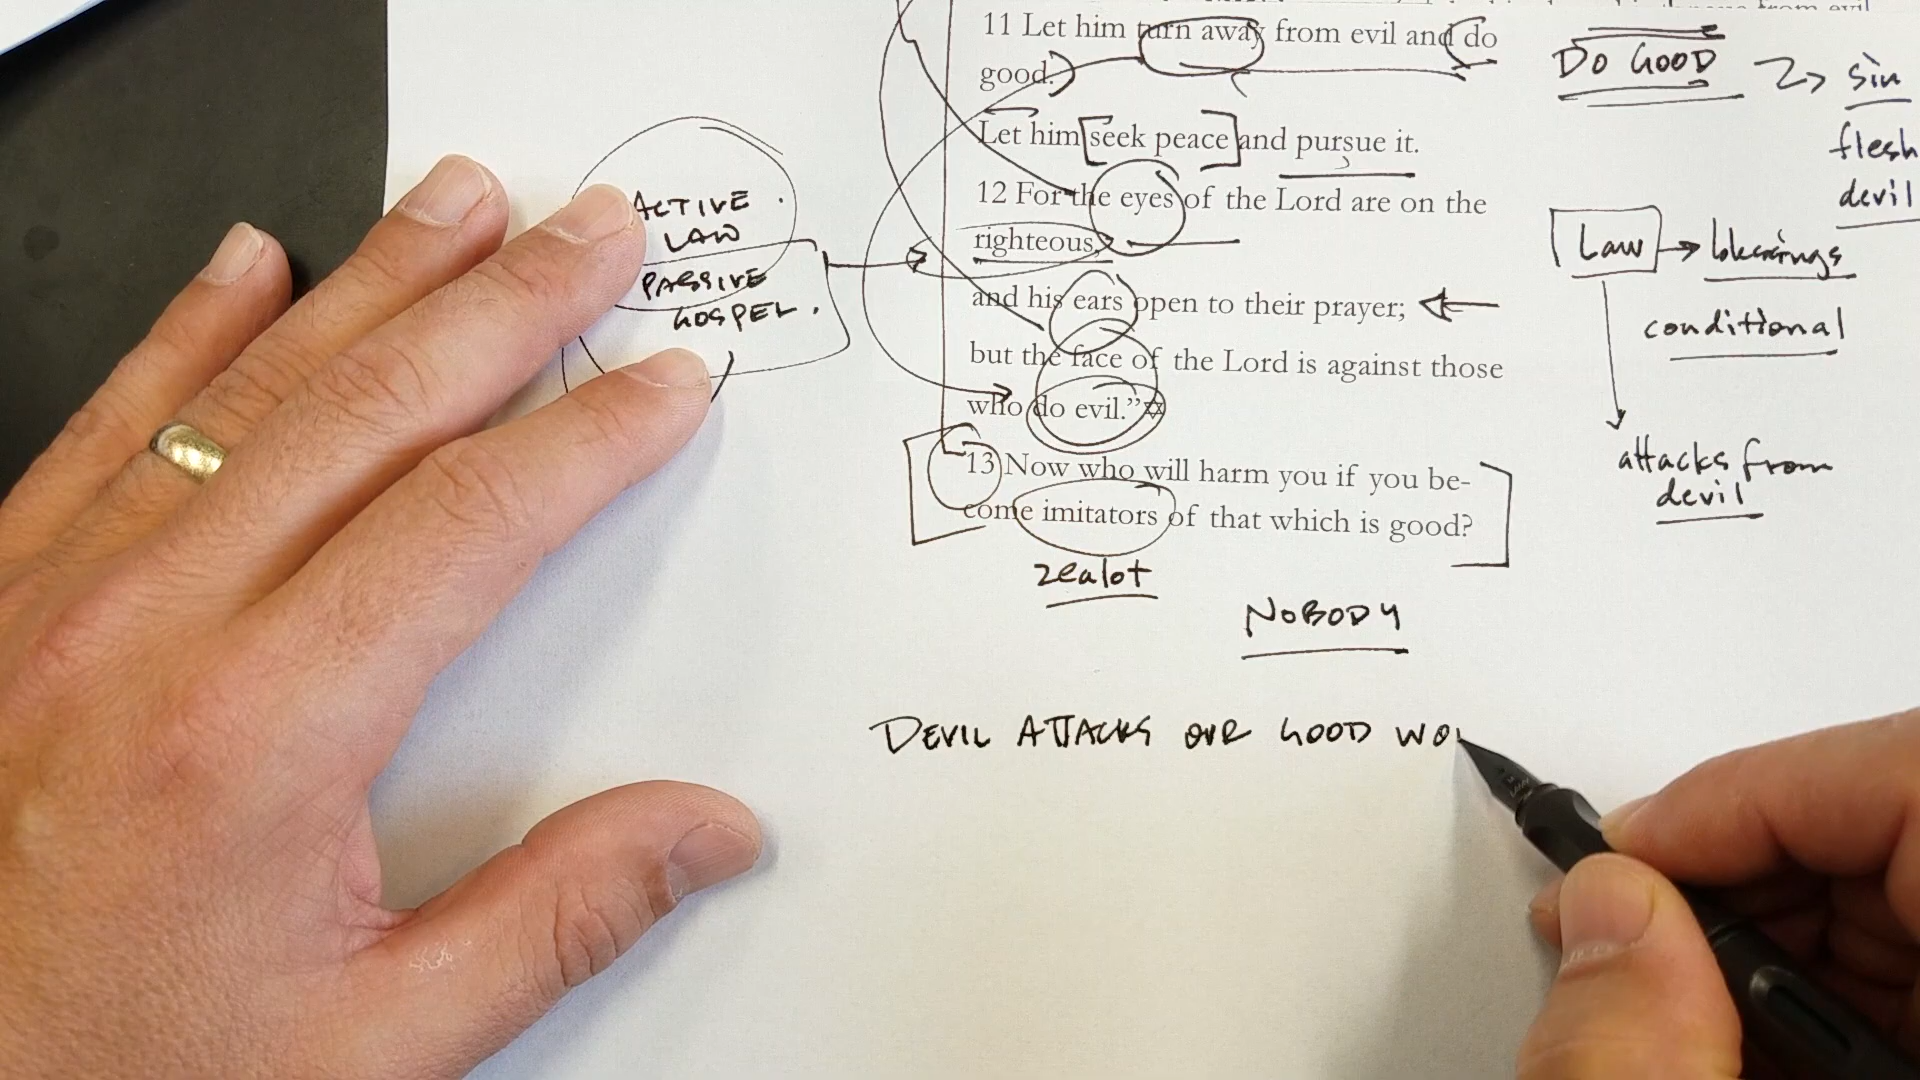 11 Let him turn away from evil and do
good.
Let him seek peace and pursue it.
12 For the eyes of the Lord are on the
righteous,
and his ears open to their prayer;
but the face of the Lord is against those
who do evil.”✡
13 Now who will harm you if you be-
come imitators of that which is good?
zealot
NOBODY
DEVIL ATTACKS OUR GOOD WO
ACTIVE
LAW
PASSIVE
GOSPEL.
DO GOOD
sin
flesh
devil
Law → blessings
conditional
attacks from
devil